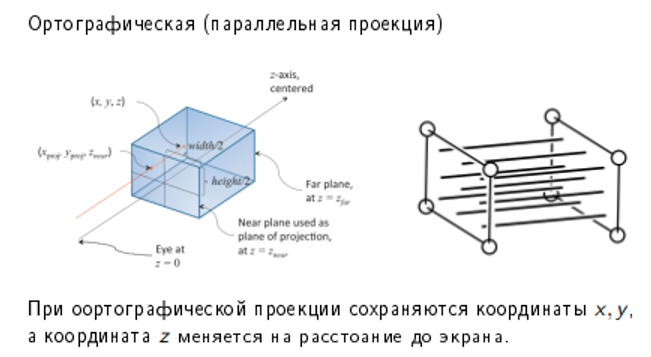 Ортографическая (параллельная проекция)
z-axis,
centered
(x, y, z)
width/2
(xproj, yproj, znear)
height/2
Far plane,
at z = zfar
Near plane used as
plane of projection,
at z = znear
Eye at
z = 0
При оортографической проекции сохраняются координаты x, y,
а координата z меняется на расстоание до экрана.